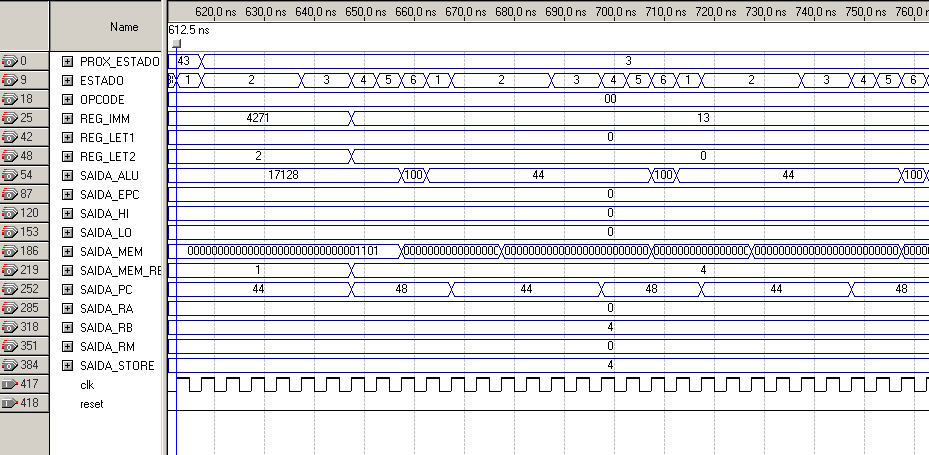 620.0 ns 630.0 ns 640.0 ns 650.0 ns 660.0 ns 670.0 ns 680.0 ns 690.0 ns 700.0 ns 710.0 ns 720.0 ns 730.0 ns 740.0 ns 750.0 ns 760.0 n
Name
612.5 ns
0 PROX_ESTADO 43 3
9 ESTADO 1 2 3 4 5 6 1 2 3 4 5 6 1 2 3 4 5 6
18 OPCODE 00
25 REG_IMM 4271 13
42 REG_LET1 0
48 REG_LET2 2 0
54 SAIDA_ALU 17128 100 44 100 44 100
87 SAIDA_EPC 0
120 SAIDA_HI 0
153 SAIDA_LO 0
186 SAIDA_MEM
219 SAIDA_MEM_RE 1 4
252 SAIDA_PC 44 48 44 48 44 48
285 SAIDA_RA 0
318 SAIDA_RB 4
351 SAIDA_RM 0
384 SAIDA_STORE 4
417 clk
418 reset